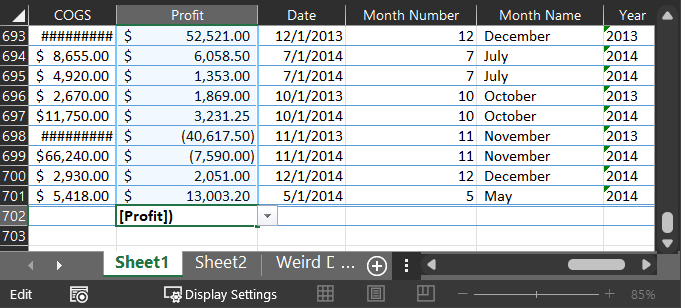 COGS Profit Date Month Number Month Name Year
693 ######### $ 52,521.00 12/1/2013 12 December 2013
694 $ 8,655.00 $ 6,058.50 7/1/2014 7 July 2014
695 $ 4,920.00 $ 1,353.00 7/1/2014 7 July 2014
696 $ 2,670.00 $ 1,869.00 10/1/2013 10 October 2013
697 $11,750.00 $ 3,231.25 10/1/2014 10 October 2014
698 ######### $ (40,617.50) 11/1/2013 11 November 2013
699 $66,240.00 $ (7,590.00) 11/1/2014 11 November 2014
700 $ 2,930.00 $ 2,051.00 12/1/2014 12 December 2014
701 $ 5,418.00 $ 13,003.20 5/1/2014 5 May 2014
702 [Profit])
703
Sheet1 Sheet2 Weird D ...
Edit Display Settings 85%